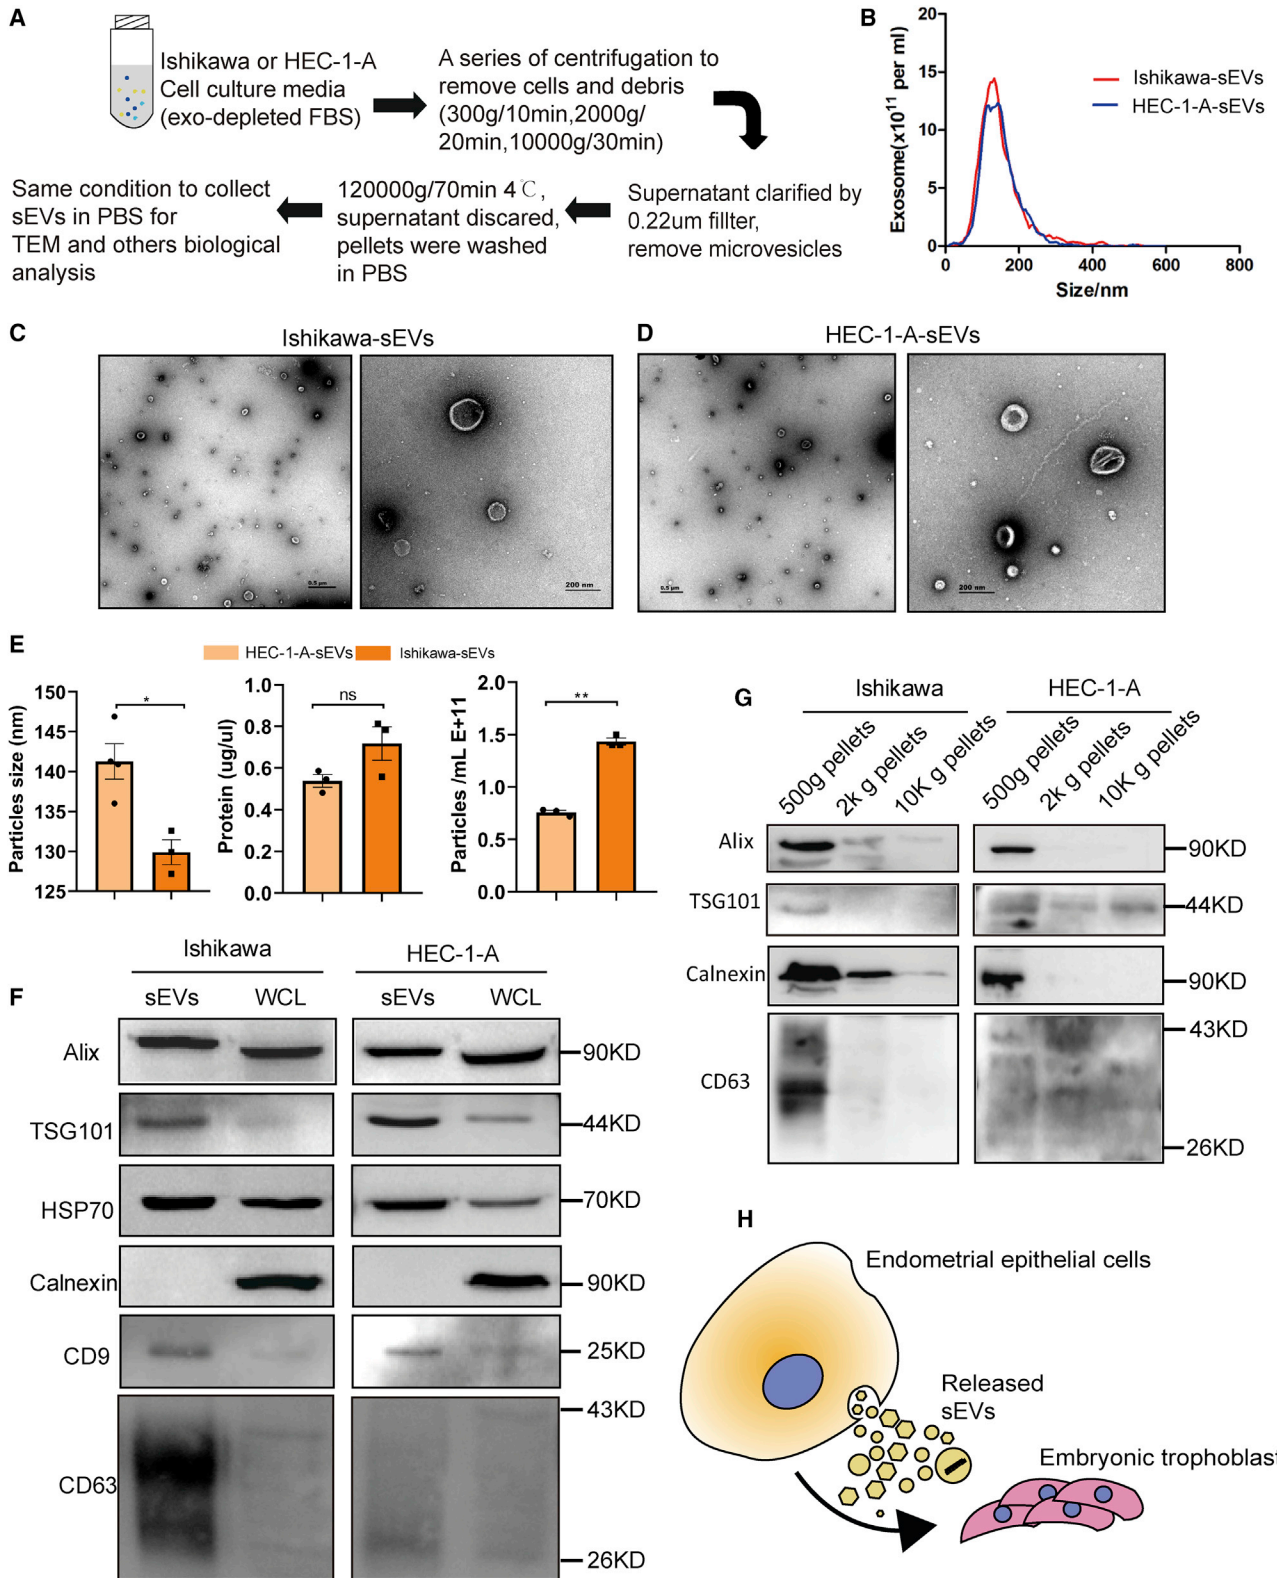 A
Ishikawa or HEC-1-A
Cell culture media
(exo-depleted FBS)
A series of centrifugation to
remove cells and debris
(300g/10min,2000g/
20min,10000g/30min)
Supernatant clarified by
0.22um fillter,
remove microvesicles
120000g/70min 4℃,
supernatant discared,
pellets were washed
in PBS
Same condition to collect
sEVs in PBS for
TEM and others biological
analysis
B
Exosome(x10¹¹ per ml)
20
15
10
5
0
0 200 400 600 800
Size/nm
Ishikawa-sEVs
HEC-1-A-sEVs
C
Ishikawa-sEVs
0.5 μm
200 nm
D
HEC-1-A-sEVs
0.5 μm
200 nm
E
HEC-1-A-sEVs
Ishikawa-sEVs
Particles size (nm)
150
145
140
135
130
125
*
Protein (ug/ul)
1.0
0.8
0.6
0.4
0.2
0.0
ns
Particles /mL E+11
2.0
1.5
1.0
0.5
0.0
**
F
Ishikawa HEC-1-A
sEVs WCL sEVs WCL
Alix 90KD
TSG101 44KD
HSP70 70KD
Calnexin 90KD
CD9 25KD
43KD
CD63
26KD
G
Ishikawa HEC-1-A
500g pellets 2k g pellets 10K g pellets 500g pellets 2k g pellets 10K g pellets
Alix 90KD
TSG101 44KD
Calnexin 90KD
43KD
CD63
26KD
H
Endometrial epithelial cells
Released
sEVs
Embryonic trophoblast